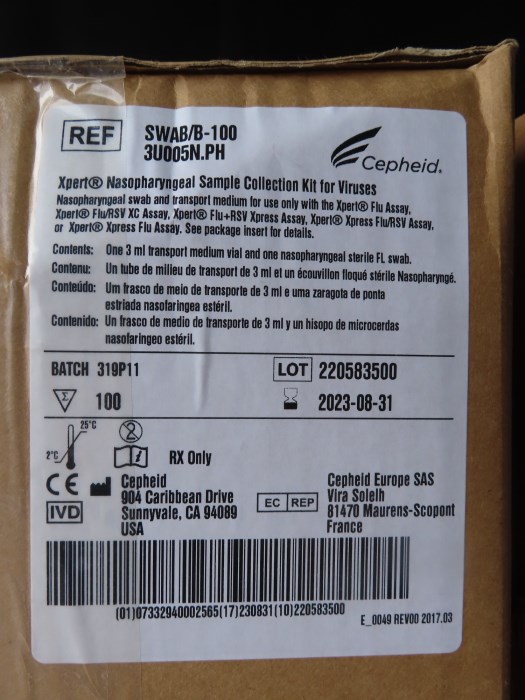 REF SWAB/B-100
3U005N.PH
Cepheid.
Xpert® Nasopharyngeal Sample Collection Kit for Viruses
Nasopharyngeal swab and transport medium for use only with the Xpert® Flu Assay,
Xpert® Flu/RSV XC Assay, Xpert® Flu+RSV Xpress Assay, Xpert® Xpress Flu/RSV Assay,
or Xpert® Xpress Flu Assay. See package insert for details.
Contents: One 3 ml transport medium vial and one nasopharyngeal sterile FL swab.
Contenu: Un tube de milieu de transport de 3 ml et un écouvillon floqué stérile Nasopharyngé.
Conteúdo: Um frasco de meio de transporte de 3 ml e uma zaragota de ponta
estriada nasofaringea estéril.
Contenido: Un frasco de medio de transporte de 3 ml y un hisopo de microcerdas
nasofaringeo estéril.
BATCH 319P11
LOT 220583500
Σ 100
2023-08-31
25°C
2°C
2
i RX Only
CE
IVD
Cepheid
904 Caribbean Drive
Sunnyvale, CA 94089
USA
EC REP
Cepheid Europe SAS
Vira Solelh
81470 Maurens-Scopont
France
(01)07332940002565(17)230831(10)220583500
E_0049 REV00 2017.03